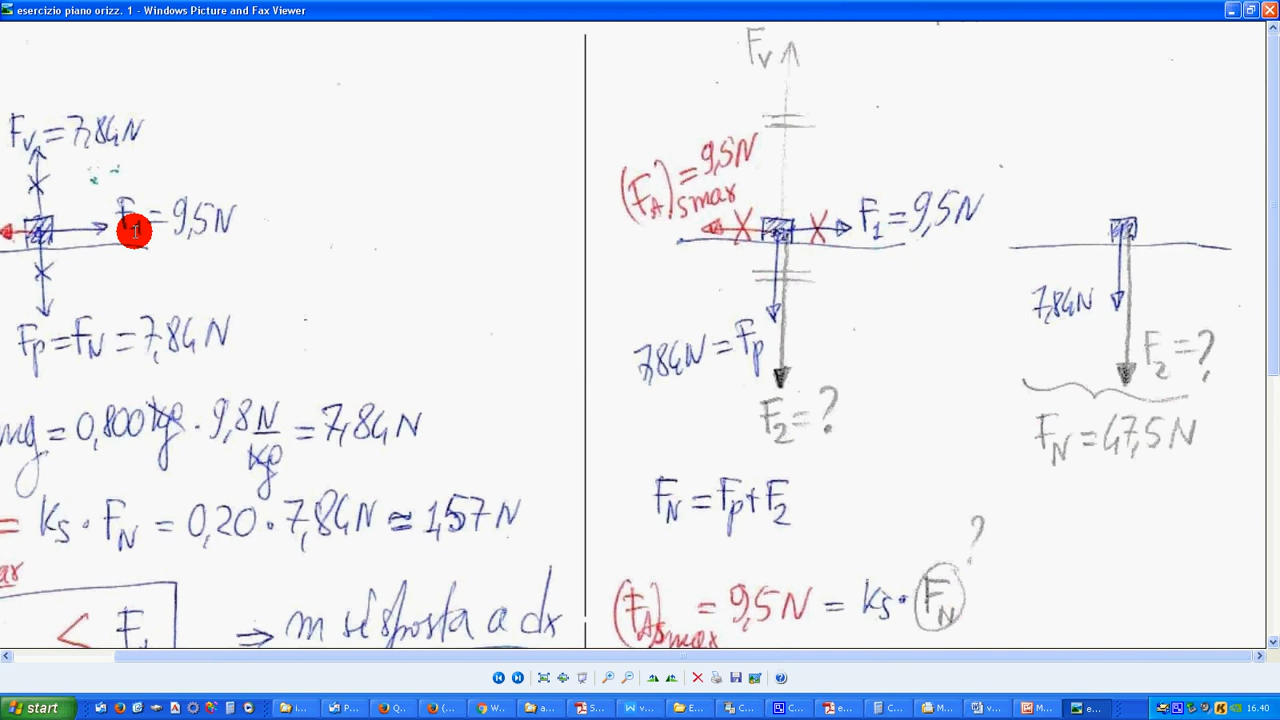 esercizio piano orizz. 1 - Windows Picture and Fax Viewer
Fv = 7,84N
F1 = 9,5N
Fp = FN = 7,84N
mg = 0,800 kg · 9,8 N/kg = 7,84N
= ks · FN = 0,20 · 7,84N ≃ 1,57N
< F1 ⇒ m si sposta a dx
Fv
(FA)smax = 9,5N
F1 = 9,5N
7,84N = Fp
F2 = ?
FN = Fp + F2
(FA)smax = 9,5N = ks · FN ?
7,84N
F2 = ?
FN = 47,5N
start
16.40